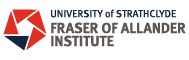 UNIVERSITY of STRATHCLYDE
FRASER OF ALLANDER
INSTITUTE